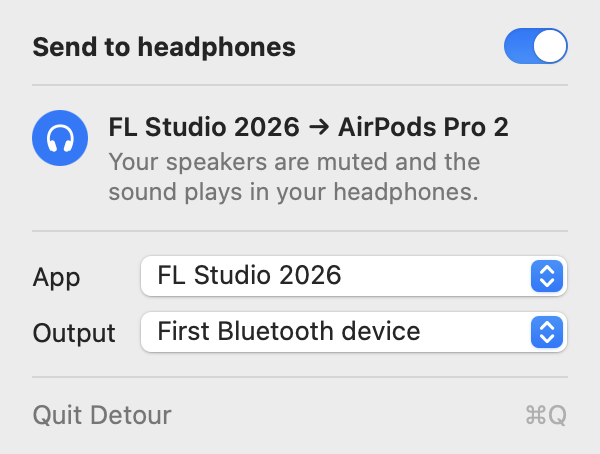 Send to headphones
FL Studio 2026 → AirPods Pro 2
Your speakers are muted and the
sound plays in your headphones.
App
FL Studio 2026
Output
First Bluetooth device
Quit Detour
⌘Q